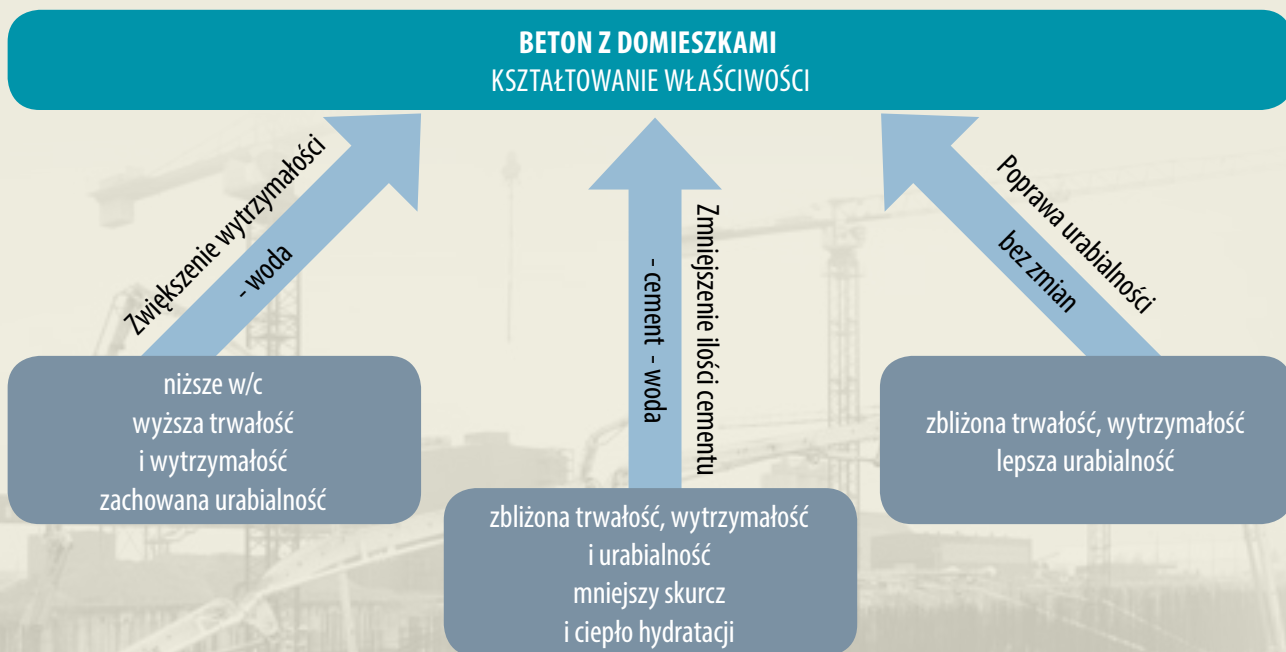 BETON Z DOMIESZKAMI
KSZTAŁTOWANIE WŁAŚCIWOŚCI
Zwiększenie wytrzymałości
- woda
niższe w/c
wyższa trwałość
i wytrzymałość
zachowana urabialność
Zmniejszenie ilości cementu
- cement - woda
zbliżona trwałość, wytrzymałość
i urabialność
mniejszy skurcz
i ciepło hydratacji
Poprawa urabialności
bez zmian
zbliżona trwałość, wytrzymałość
lepsza urabialność